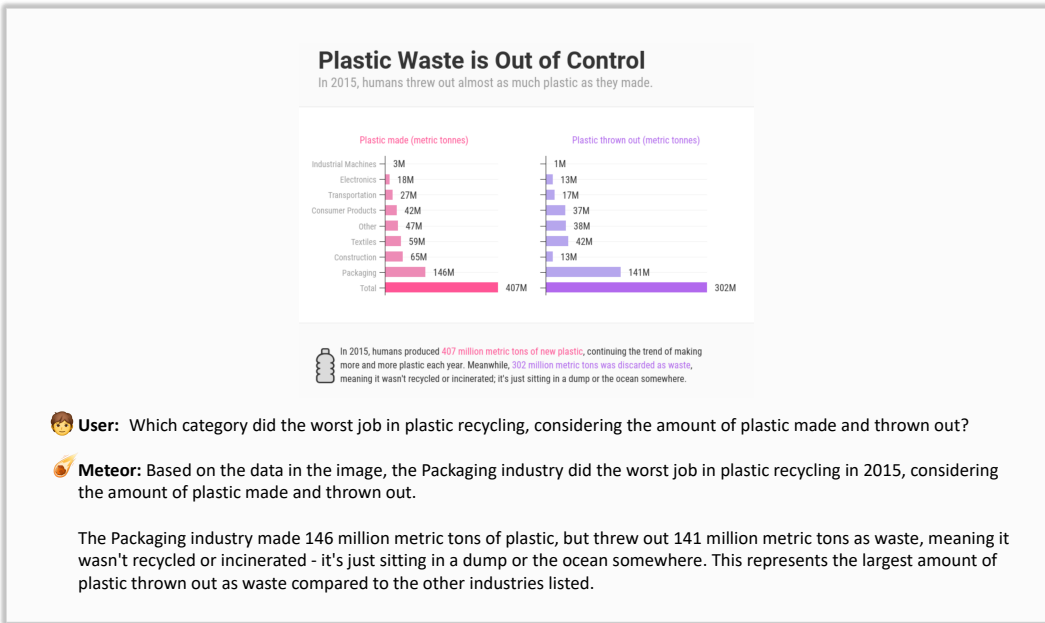 Plastic Waste is Out of Control
In 2015, humans threw out almost as much plastic as they made.
Plastic made (metric tonnes)
Plastic thrown out (metric tonnes)
Industrial Machines 3M 1M
Electronics 18M 13M
Transportation 27M 17M
Consumer Products 42M 37M
Other 47M 38M
Textiles 59M 42M
Construction 65M 13M
Packaging 146M 141M
Total 407M 302M
In 2015, humans produced 407 million metric tons of new plastic, continuing the trend of making
more and more plastic each year. Meanwhile, 302 million metric tons was discarded as waste,
meaning it wasn't recycled or incinerated; it's just sitting in a dump or the ocean somewhere.
User: Which category did the worst job in plastic recycling, considering the amount of plastic made and thrown out?
Meteor: Based on the data in the image, the Packaging industry did the worst job in plastic recycling in 2015, considering
the amount of plastic made and thrown out.
The Packaging industry made 146 million metric tons of plastic, but threw out 141 million metric tons as waste, meaning it
wasn't recycled or incinerated - it's just sitting in a dump or the ocean somewhere. This represents the largest amount of
plastic thrown out as waste compared to the other industries listed.